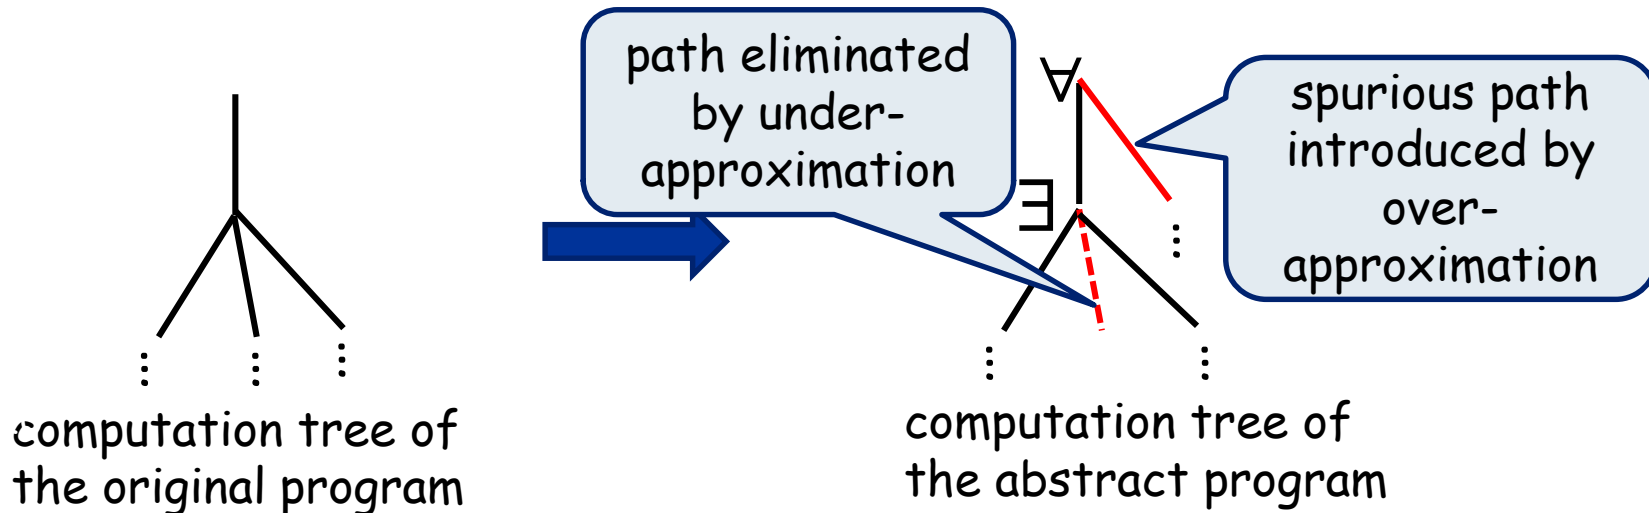 path eliminated
by under-
approximation
∀
∃
spurious path
introduced by
over-
approximation
computation tree of
the original program
computation tree of
the abstract program